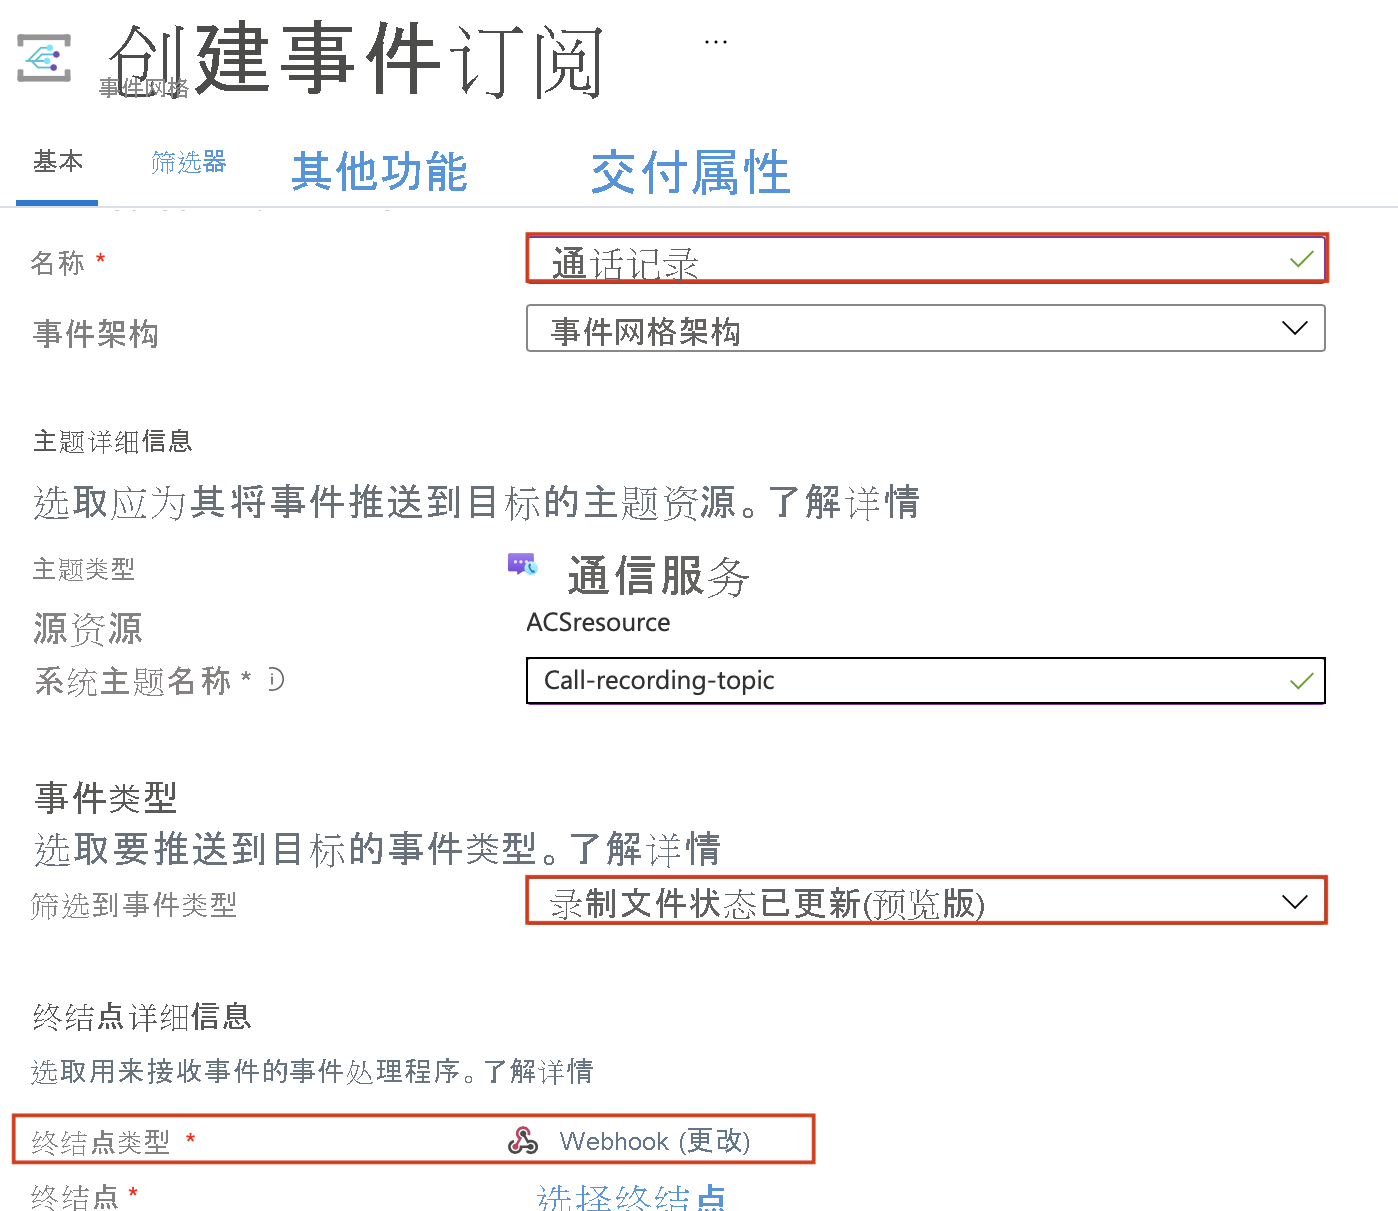 创建事件订阅
...
事件网格
基本 筛选器 其他功能 交付属性
名称 * 通话记录
事件架构 事件网格架构
主题详细信息
选取应为其将事件推送到目标的主题资源。了解详情
主题类型 通信服务
源资源 ACSresource
系统主题名称 * Call-recording-topic
事件类型
选取要推送到目标的事件类型。了解详情
筛选到事件类型 录制文件状态已更新(预览版)
终结点详细信息
选取用来接收事件的事件处理程序。了解详情
终结点类型 * Webhook (更改)
终结点 * 选择终结点